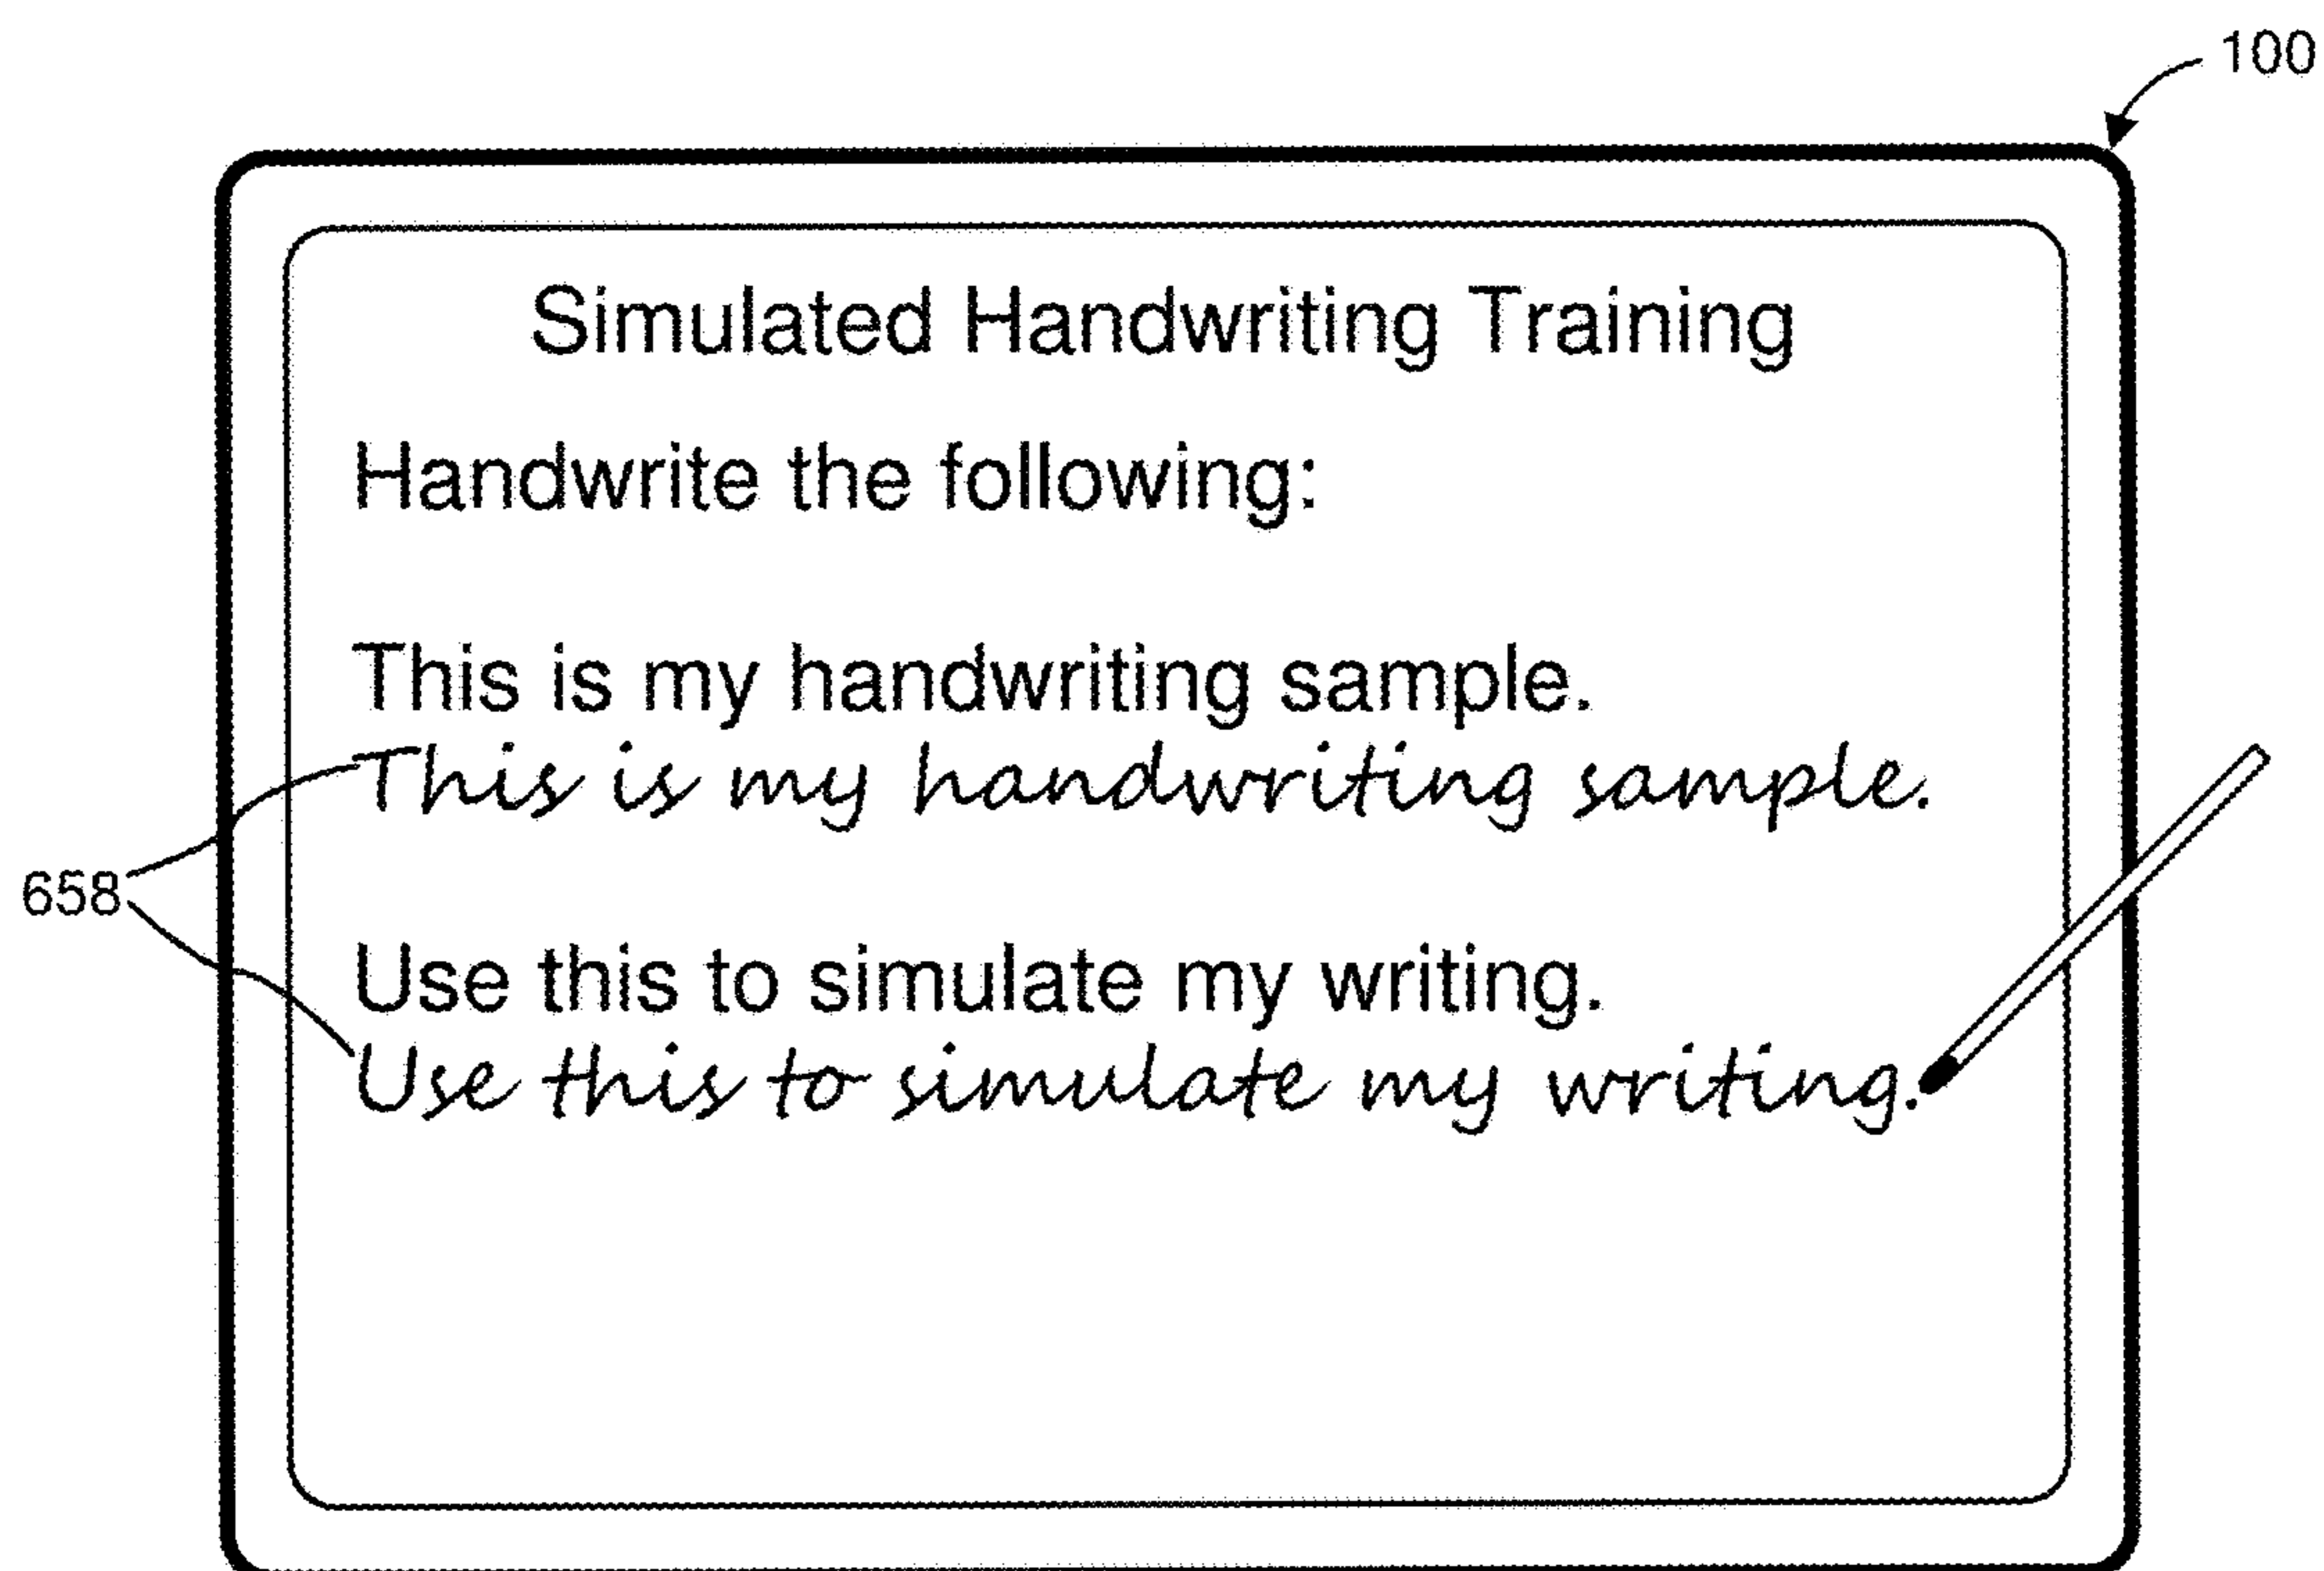 100
Simulated Handwriting Training
Handwrite the following:
This is my handwriting sample.
This is my handwriting sample.
658
Use this to simulate my writing.
Use this to simulate my writing.